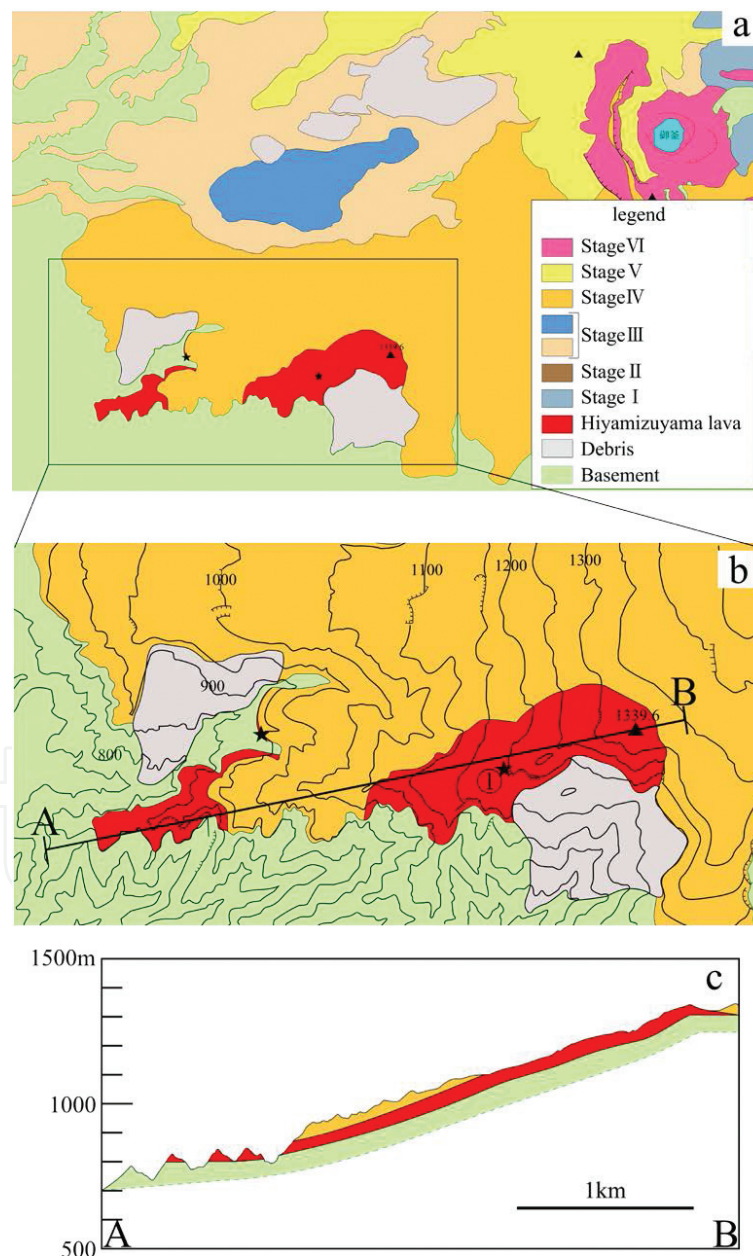 a
legend
Stage VI
Stage V
Stage IV
Stage III
Stage II
Stage I
Hiyamizuyama lava
Debris
Basement
b
1000
1100
1200
1300
900
800
B
1339.6
1
A
1500m
c
1000
1km
500
A
B